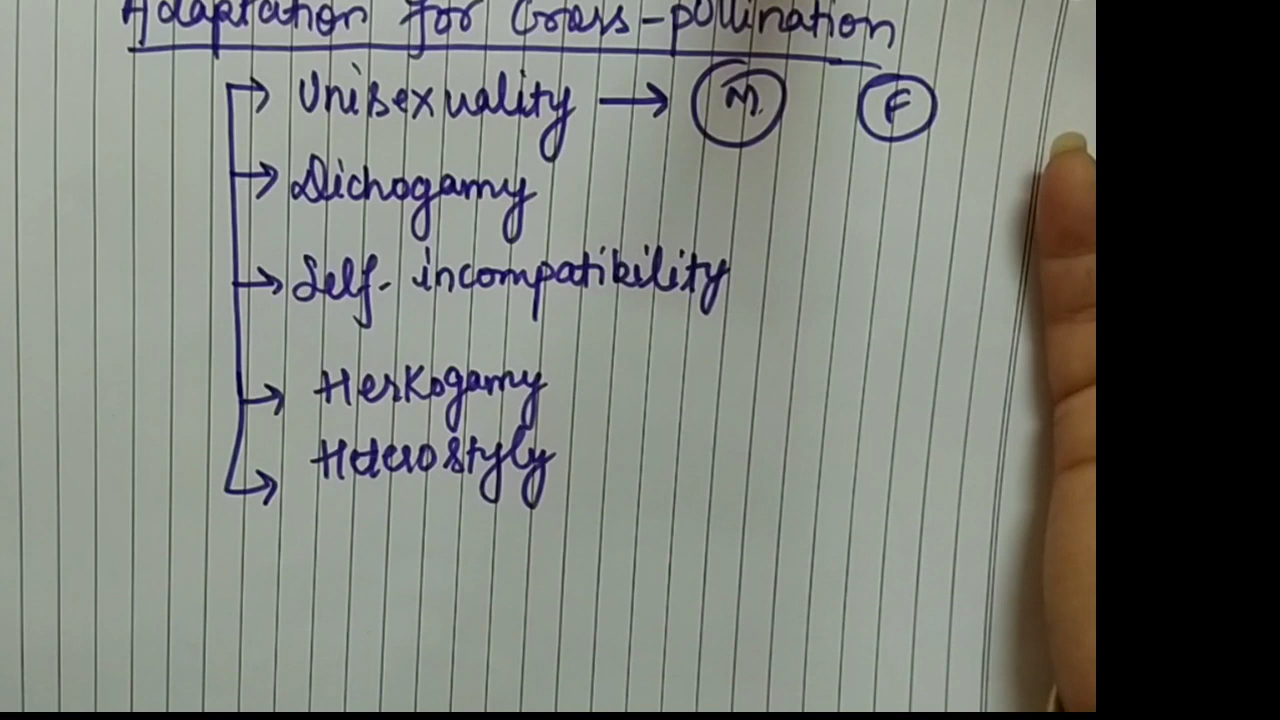 Adaptation for Cross-pollination
Unisexuality → M F
Dichogamy
Self-incompatibility
Herkogamy
Heterostyly